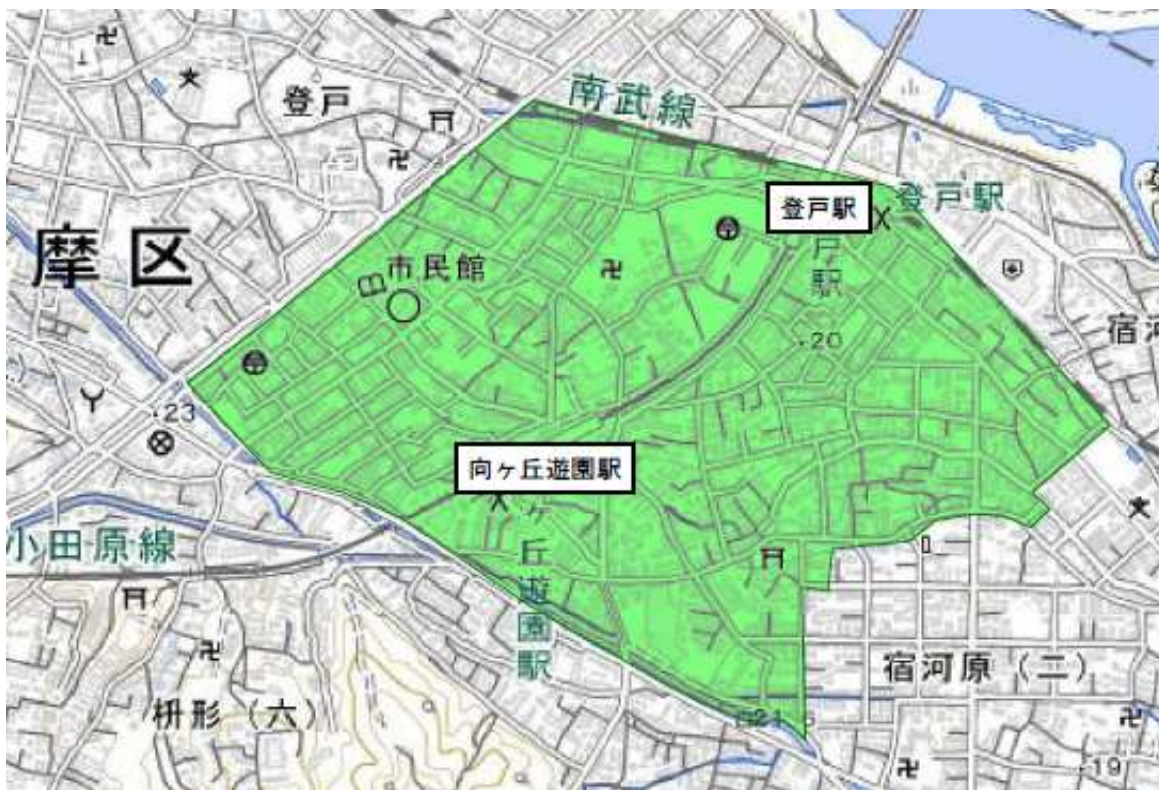 登戸
南武線
登戸駅
登戸駅
戸駅
摩区
市民館
宿河
.20
.23
向ヶ丘遊園駅
ヶ丘遊園駅
小田原線
宿河原(二)
枡形(六)
.19